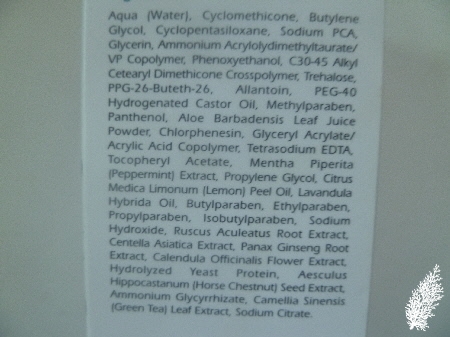 Aqua (Water), Cyclomethicone, Butylene
Glycol, Cyclopentasiloxane, Sodium PCA,
Glycerin, Ammonium Acrylolydimethyltaurate/
VP Copolymer, Phenoxyethanol, C30-45 Alkyl
Cetearyl Dimethicone Crosspolymer, Trehalose,
PPG-26-Buteth-26, Allantoin, PEG-40
Hydrogenated Castor Oil, Methylparaben,
Panthenol, Aloe Barbadensis Leaf Juice
Powder, Chlorphenesin, Glyceryl Acrylate/
Acrylic Acid Copolymer, Tetrasodium EDTA,
Tocopheryl Acetate, Mentha Piperita
(Peppermint) Extract, Propylene Glycol, Citrus
Medica Limonum (Lemon) Peel Oil, Lavandula
Hybrida Oil, Butylparaben, Ethylparaben,
Propylparaben, Isobutylparaben, Sodium
Hydroxide, Ruscus Aculeatus Root Extract,
Centella Asiatica Extract, Panax Ginseng Root
Extract, Calendula Officinalis Flower Extract,
Hydrolyzed Yeast Protein, Aesculus
Hippocastanum (Horse Chestnut) Seed Extract,
Ammonium Glycyrrhizate, Camellia Sinensis
(Green Tea) Leaf Extract, Sodium Citrate.